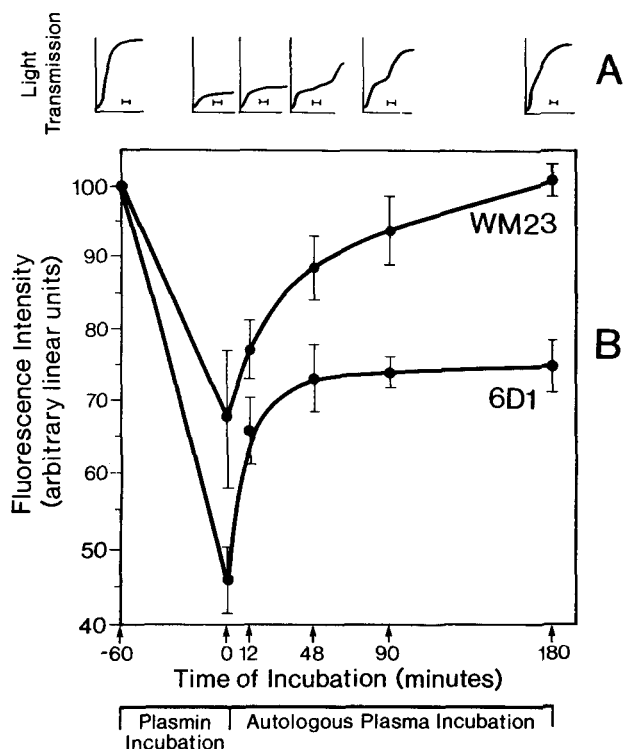 Light
Transmission
A
100
90
80
70
60
50
40
Fluorescence Intensity
(arbitrary linear units)
WM23
6D1
B
-60 0 12 48 90 180
Time of Incubation (minutes)
Plasmin
Incubation
Autologous Plasma Incubation